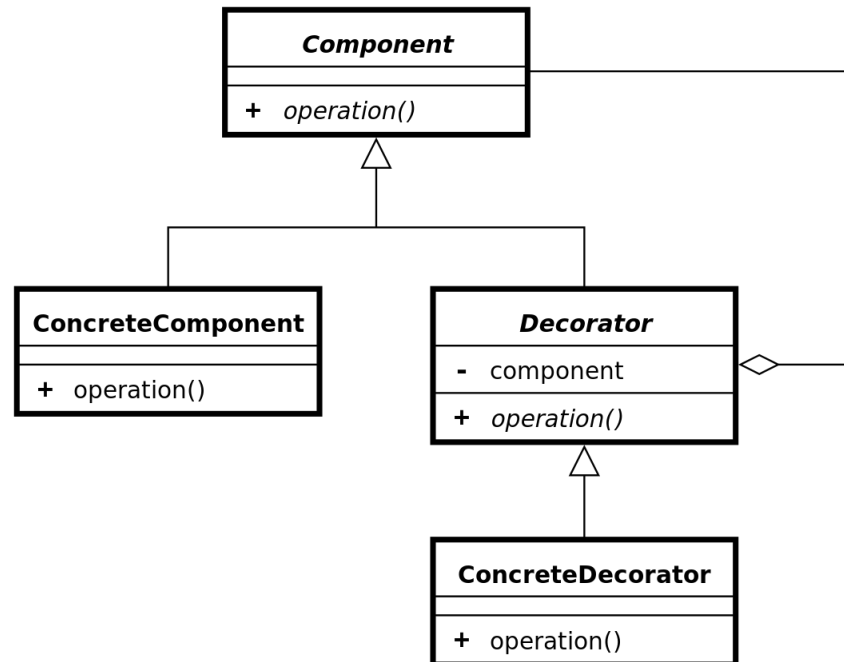 Component
+ operation()
ConcreteComponent
+ operation()
Decorator
- component
+ operation()
ConcreteDecorator
+ operation()